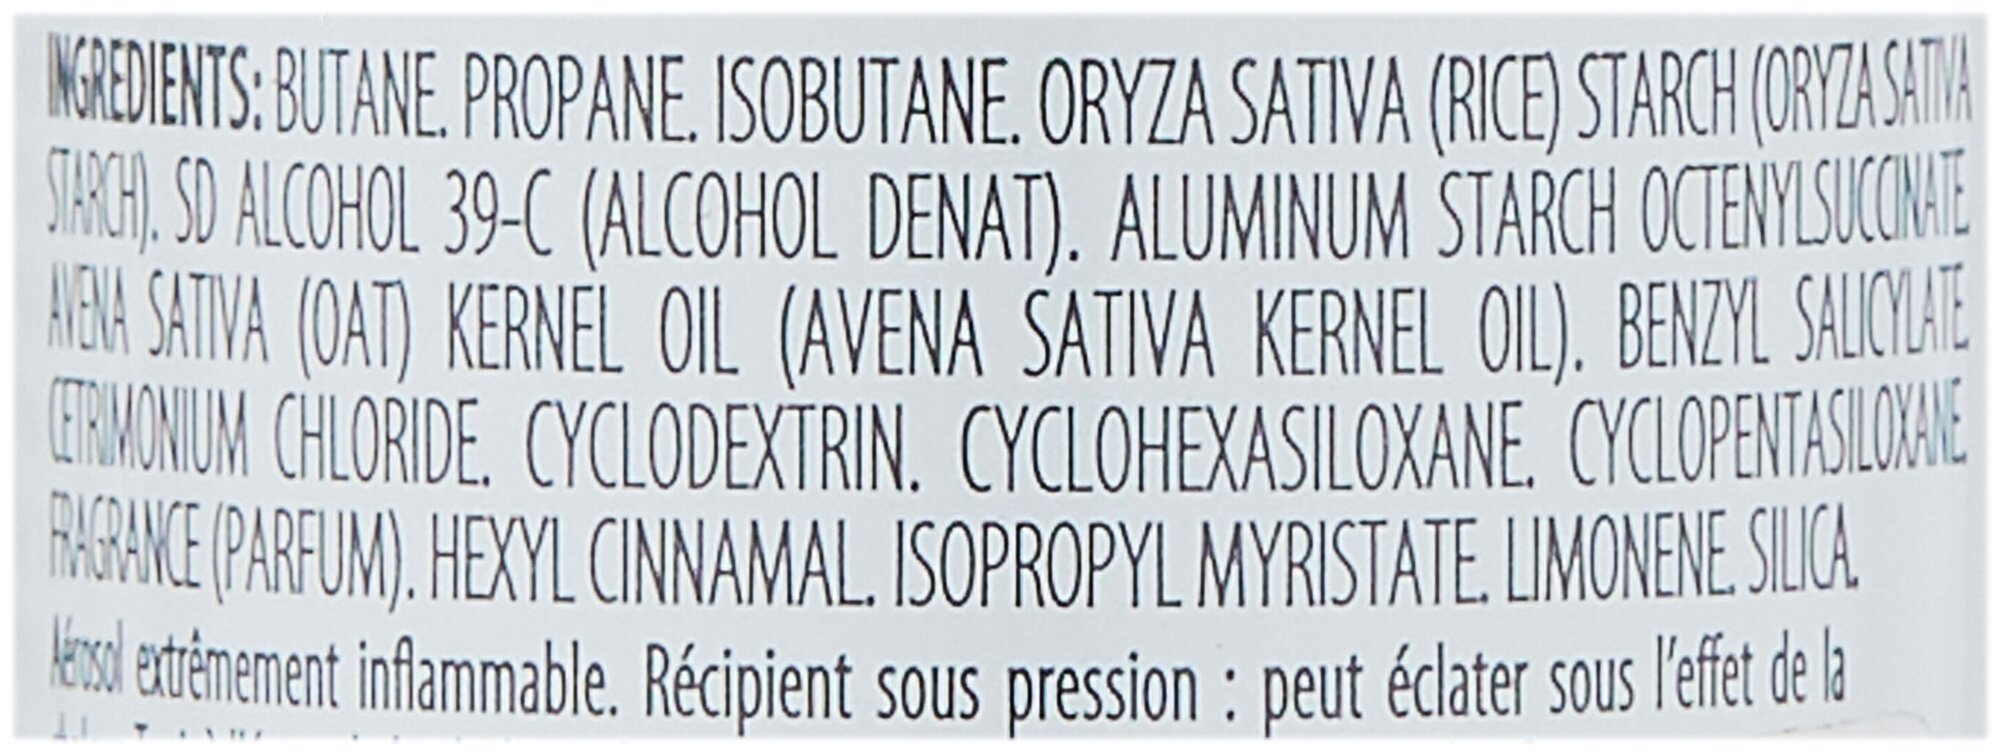 INGREDIENTS: BUTANE. PROPANE. ISOBUTANE. ORYZA SATIVA (RICE) STARCH (ORYZA SATIVA
STARCH). SD ALCOHOL 39-C (ALCOHOL DENAT). ALUMINUM STARCH OCTENYLSUCCINATE
AVENA SATIVA (OAT) KERNEL OIL (AVENA SATIVA KERNEL OIL). BENZYL SALICYLATE.
CETRIMONIUM CHLORIDE. CYCLODEXTRIN. CYCLOHEXASILOXANE. CYCLOPENTASILOXANE.
FRAGRANCE (PARFUM). HEXYL CINNAMAL. ISOPROPYL MYRISTATE. LIMONENE. SILICA.
Aérosol extrêmement inflammable. Récipient sous pression : peut éclater sous l'effet de la